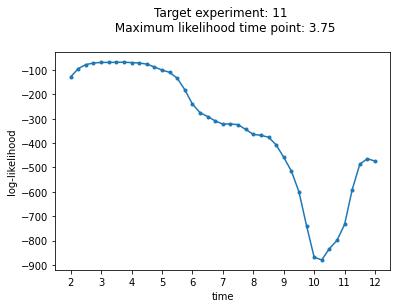 Target experiment: 11
Maximum likelihood time point: 3.75
−100
−200
−300
−400
−500
−600
−700
−800
−900
log-likelihood
2 3 4 5 6 7 8 9 10 11 12
time